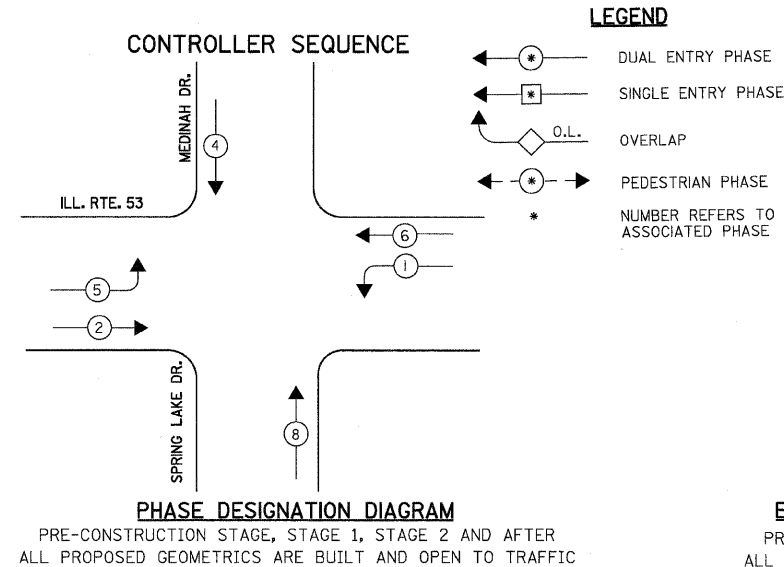 LEGEND
CONTROLLER SEQUENCE
* DUAL ENTRY PHASE
* SINGLE ENTRY PHASE
O.L. OVERLAP
* PEDESTRIAN PHASE
* NUMBER REFERS TO
ASSOCIATED PHASE
MEDINAH DR.
4
ILL. RTE. 53
6
1
5
2
SPRING LAKE DR.
8
PHASE DESIGNATION DIAGRAM
PRE-CONSTRUCTION STAGE, STAGE 1, STAGE 2 AND AFTER
ALL PROPOSED GEOMETRICS ARE BUILT AND OPEN TO TRAFFIC
E
PR
ALL